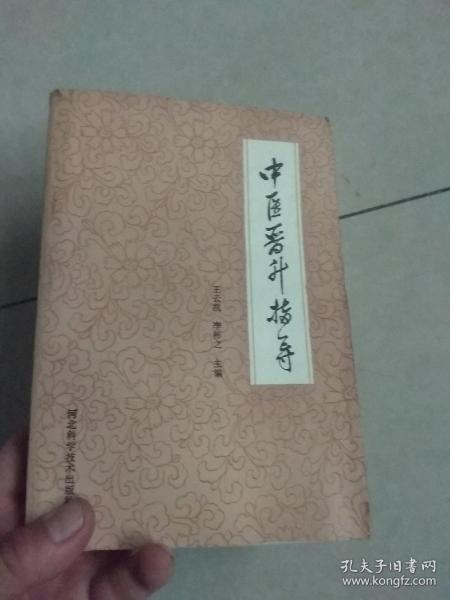 中医晋升指导
王云凯 李彬之 主编
河北科学技术出版
孔夫子旧书网
www.kongfz.com